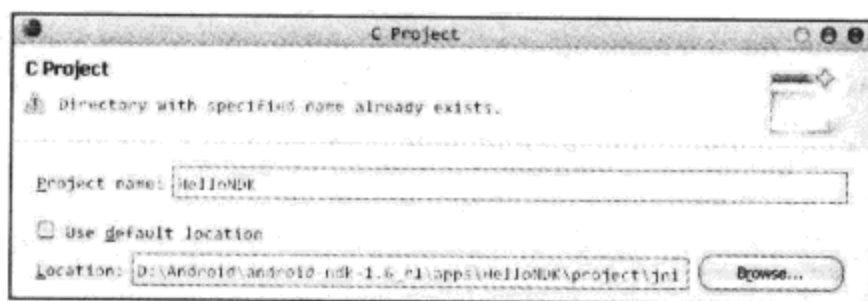 C Project
C Project
Directory with specified name already exists.
Project name: HelloNDK
Use default location
Location: D:\Android\android-ndk-1.6_r1\apps\HelloNDK\project\jni Browse...